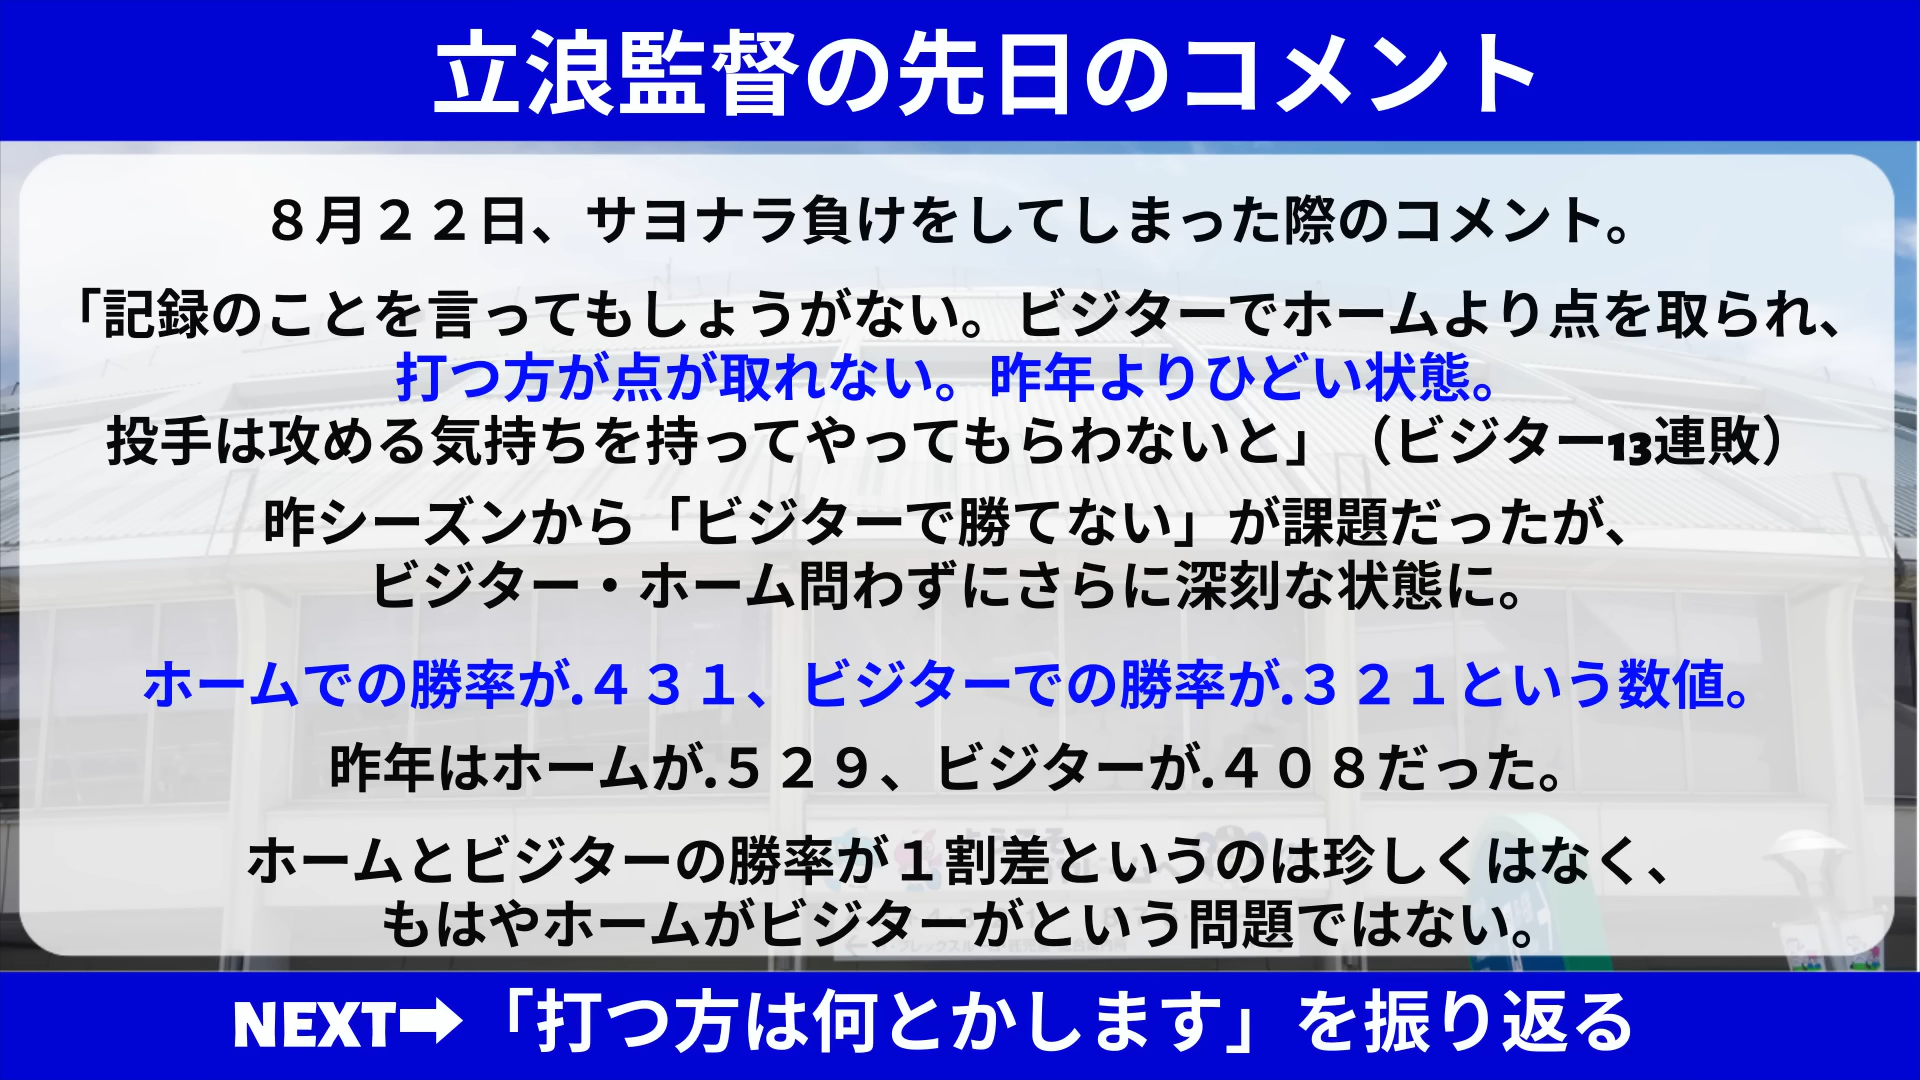 立浪監督の先日のコメント
８月２２日、サヨナラ負けをしてしまった際のコメント。
「記録のことを言ってもしょうがない。ビジターでホームより点を取られ、
打つ方が点が取れない。昨年よりひどい状態。
投手は攻める気持ちを持ってやってもらわないと」（ビジター13連敗）
昨シーズンから「ビジターで勝てない」が課題だったが、
ビジター・ホーム問わずにさらに深刻な状態に。
ホームでの勝率が.４３１、ビジターでの勝率が.３２１という数値。
昨年はホームが.５２９、ビジターが.４０８だった。
ホームとビジターの勝率が１割差というのは珍しくはなく、
もはやホームがビジターがという問題ではない。
NEXT➡「打つ方は何とかします」を振り返る